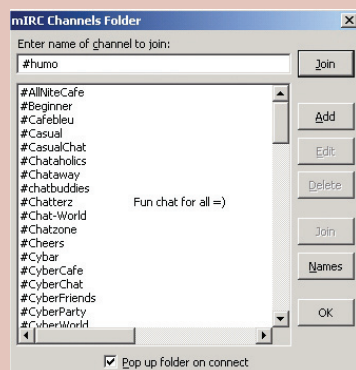 mIRC Channels Folder
Enter name of channel to join:
#humo
Join
#AllNiteCafe
#Beginner
#Cafebleu
#Casual
#CasualChat
#Chataholics
#Chataway
#chatbuddies
#Chatterz Fun chat for all =)
#Chat-World
#Chatzone
#Cheers
#Cybar
#CyberCafe
#CyberChat
#CyberFriends
#CyberParty
#CyberWorld
Add
Edit
Delete
Join
Names
OK
Pop up folder on connect